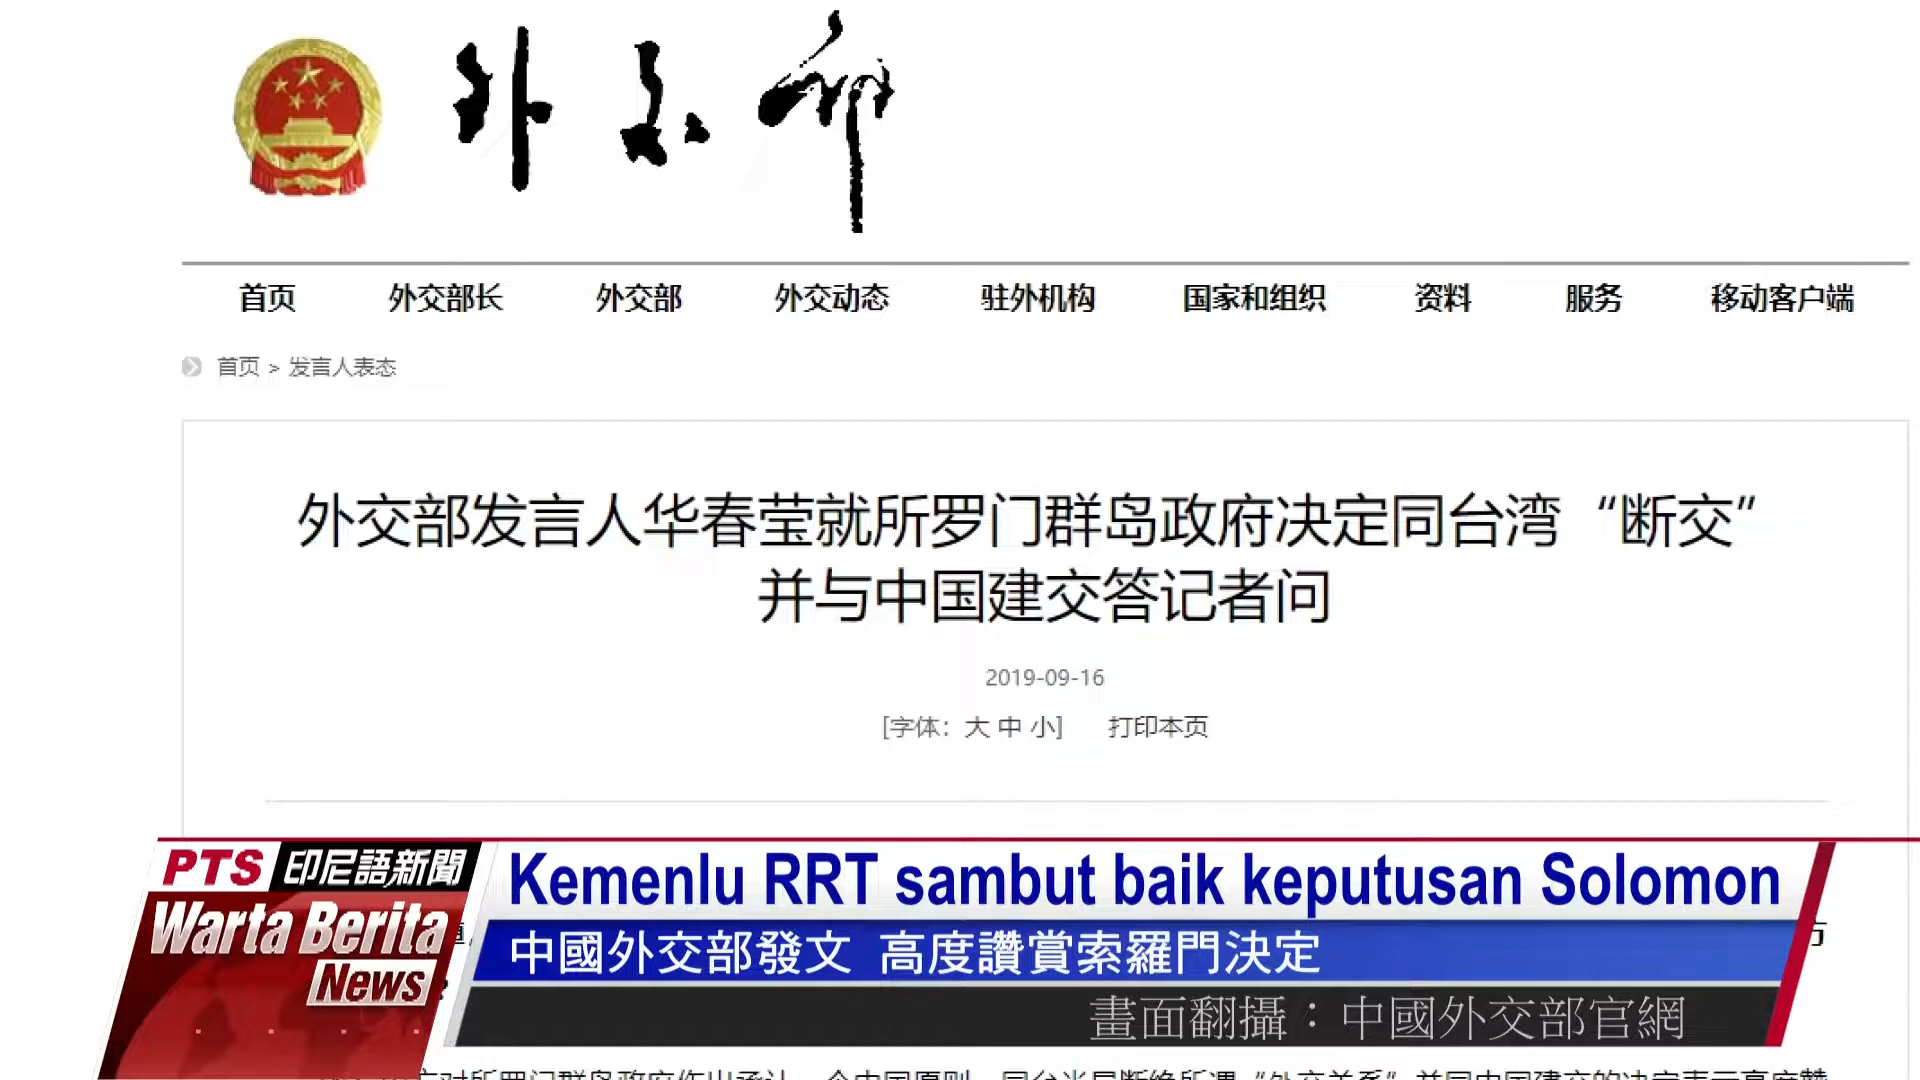 外交部
首页 外交部长 外交部 外交动态 驻外机构 国家和组织 资料 服务 移动客户端
首页 > 发言人表态
外交部发言人华春莹就所罗门群岛政府决定同台湾“断交”
并与中国建交答记者问
2019-09-16
[字体：大 中 小] 打印本页
PTS 印尼語新聞
Warta Berita
News
Kemenlu RRT sambut baik keputusan Solomon
中國外交部發文 高度讚賞索羅門決定
畫面翻攝：中國外交部官網